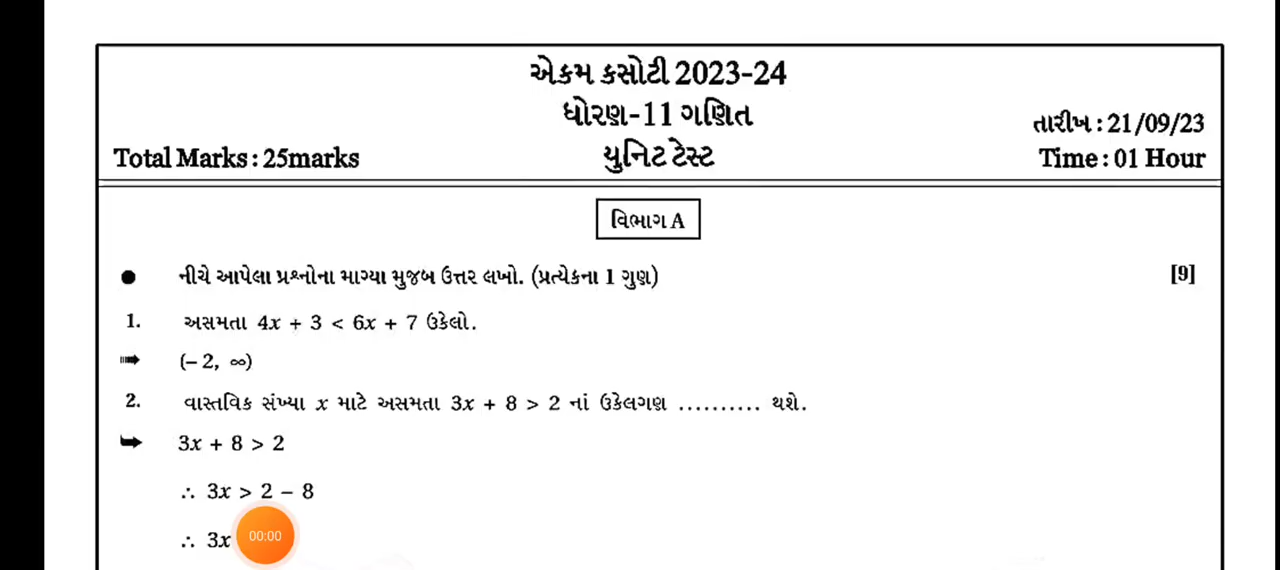 એકમ કસોટી 2023-24
ધોરણ-11 ગણિત
તારીખ : 21/09/23
Total Marks : 25marks
યુનિટ ટેસ્ટ
Time : 01 Hour
વિભાગ A
● નીચે આપેલા પ્રશ્નોના માગ્યા મુજબ ઉત્તર લખો. (પ્રત્યેકના 1 ગુણ) [9]
1. અસમતા 4x + 3 < 6x + 7 ઉકેલો.
➠ (– 2, ∞)
2. વાસ્તવિક સંખ્યા x માટે અસમતા 3x + 8 > 2 નાં ઉકેલગણ .......... થશે.
➥ 3x + 8 > 2
∴ 3x > 2 – 8
∴ 3x
00:00